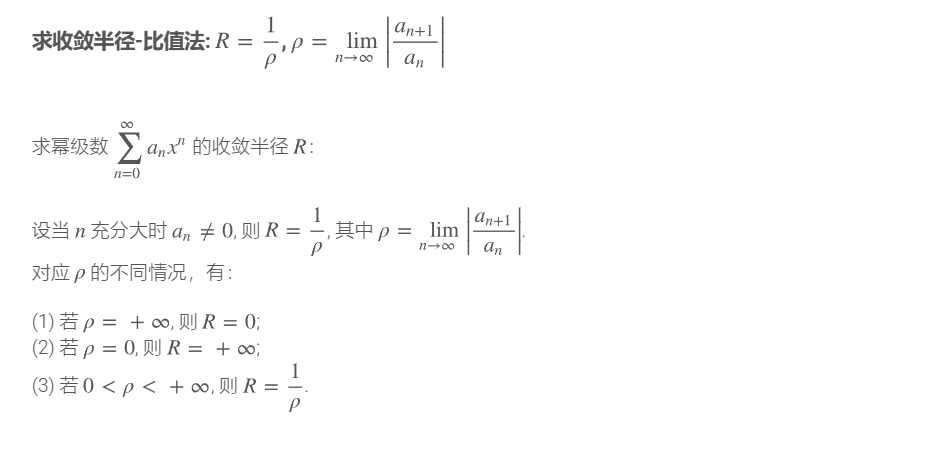 求收敛半径-比值法: $R = \frac{1}{\rho}, \rho = \lim_{n \to \infty} \left| \frac{a_{n+1}}{a_n} \right|$
求幂级数 $\sum_{n=0}^{\infty} a_n x^n$ 的收敛半径 $R$:
设当 $n$ 充分大时 $a_n \neq 0$, 则 $R = \frac{1}{\rho}$, 其中 $\rho = \lim_{n \to \infty} \left| \frac{a_{n+1}}{a_n} \right|$.
对应 $\rho$ 的不同情况，有:
(1) 若 $\rho = +\infty$, 则 $R = 0$;
(2) 若 $\rho = 0$, 则 $R = +\infty$;
(3) 若 $0 < \rho < +\infty$, 则 $R = \frac{1}{\rho}$.